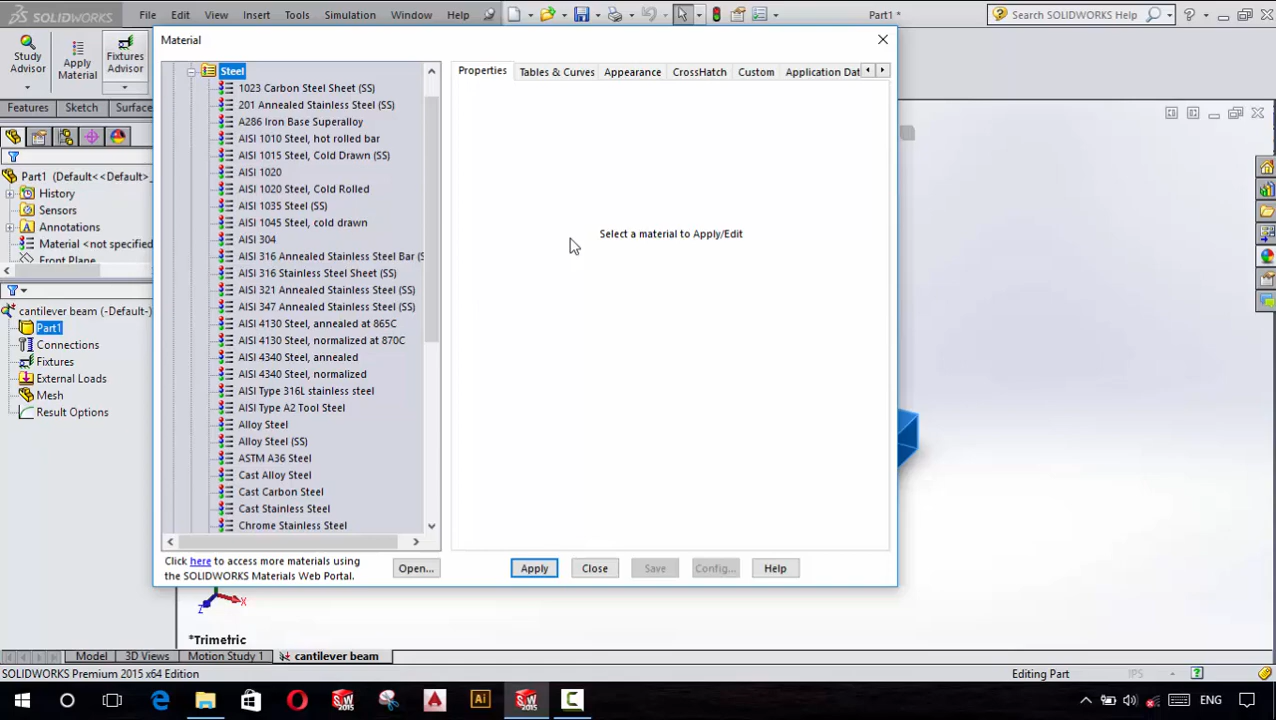 SOLIDWORKS File Edit View Insert Tools Simulation Window Help Part1 * Search SOLIDWORKS Help
Material
Study Advisor
Apply Material
Fixtures Advisor
Features Sketch Surface
Part1 (Default<<Default>_
History
Sensors
Annotations
Material <not specified
Front Plane
cantilever beam (-Default-)
Part1
Connections
Fixtures
External Loads
Mesh
Result Options
Steel
1023 Carbon Steel Sheet (SS)
201 Annealed Stainless Steel (SS)
A286 Iron Base Superalloy
AISI 1010 Steel, hot rolled bar
AISI 1015 Steel, Cold Drawn (SS)
AISI 1020
AISI 1020 Steel, Cold Rolled
AISI 1035 Steel (SS)
AISI 1045 Steel, cold drawn
AISI 304
AISI 316 Annealed Stainless Steel Bar (S
AISI 316 Stainless Steel Sheet (SS)
AISI 321 Annealed Stainless Steel (SS)
AISI 347 Annealed Stainless Steel (SS)
AISI 4130 Steel, annealed at 865C
AISI 4130 Steel, normalized at 870C
AISI 4340 Steel, annealed
AISI 4340 Steel, normalized
AISI Type 316L stainless steel
AISI Type A2 Tool Steel
Alloy Steel
Alloy Steel (SS)
ASTM A36 Steel
Cast Alloy Steel
Cast Carbon Steel
Cast Stainless Steel
Chrome Stainless Steel
Properties Tables & Curves Appearance CrossHatch Custom Application Dat
Select a material to Apply/Edit
Click here to access more materials using
the SOLIDWORKS Materials Web Portal.
Open... Apply Close Save Config... Help
Z X
*Trimetric
Model 3D Views Motion Study 1 cantilever beam
SOLIDWORKS Premium 2015 x64 Edition Editing Part IPS
ENG